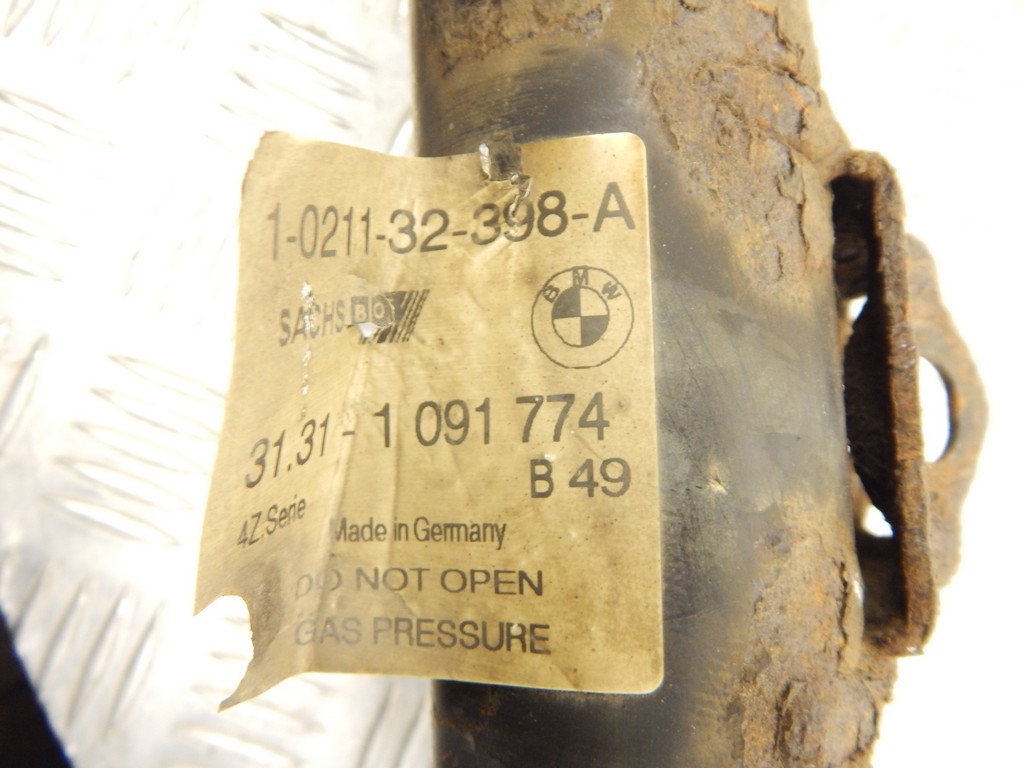 1-0211-32-398-A
SACHS BO
BMW
31.31-1 091 774
B 49
4Z.Serie Made in Germany
DO NOT OPEN
GAS PRESSURE